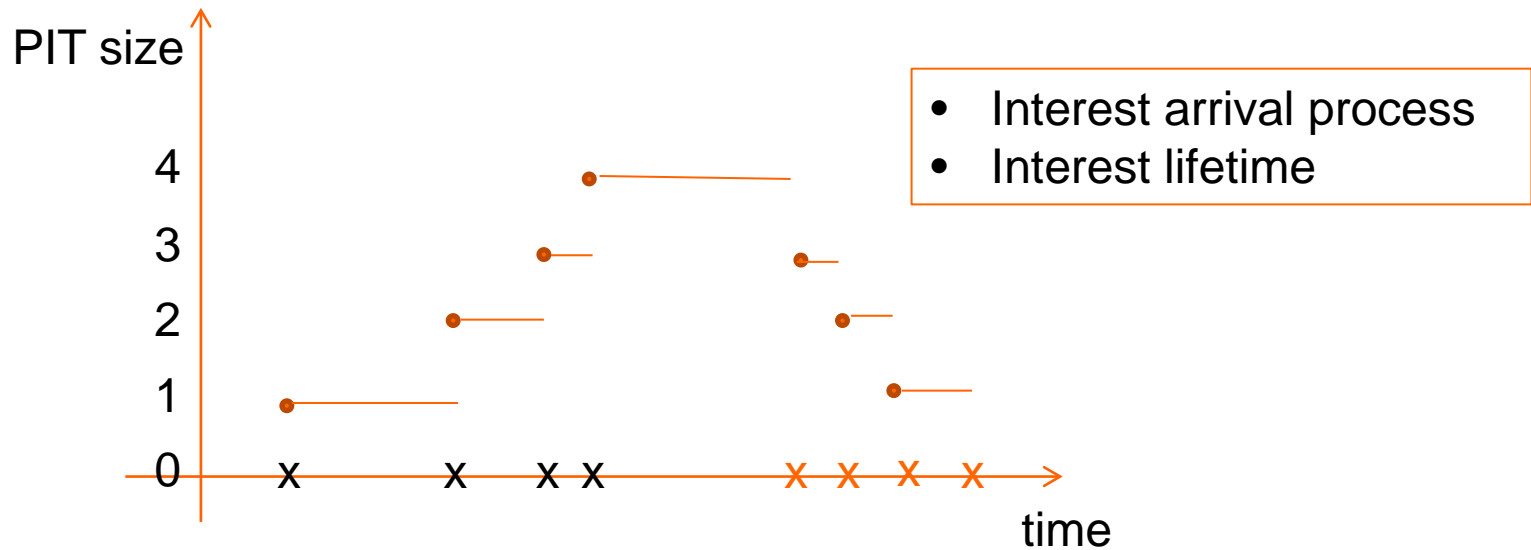 PIT size
• Interest arrival process
• Interest lifetime
4
3
2
1
0
x x x x x x x x
time